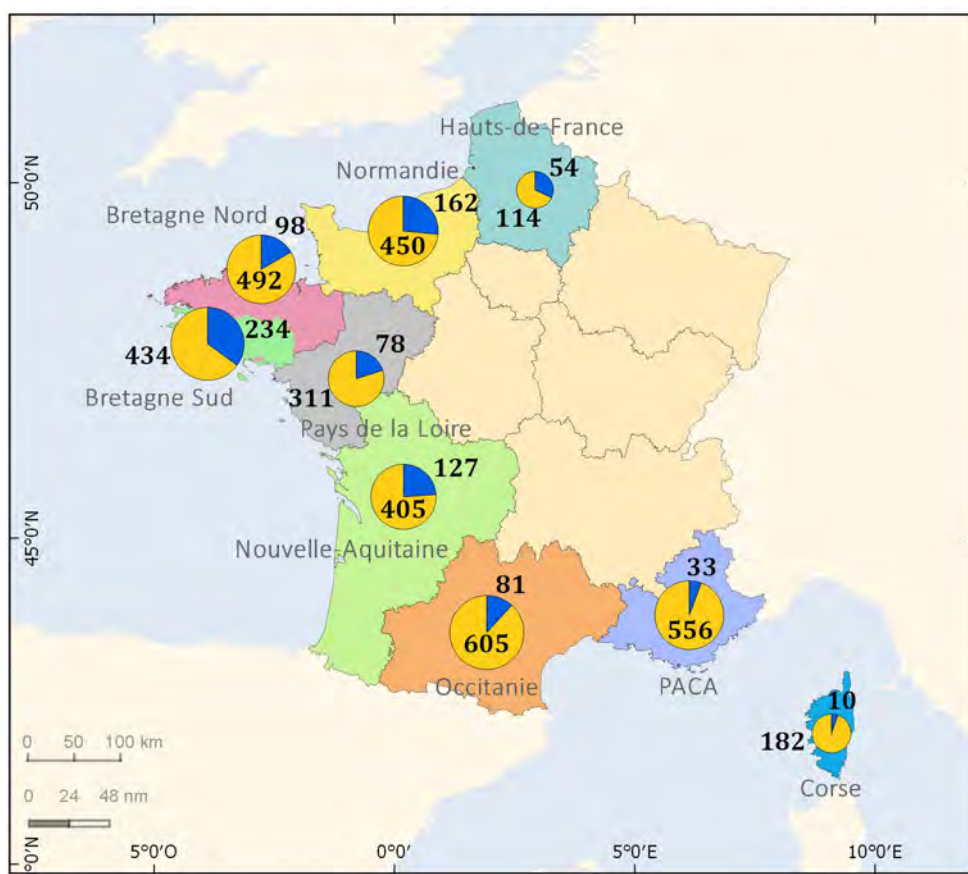 Hauts-de-France
54
114
Normandie
162
450
Bretagne Nord
98
492
234
434
Bretagne Sud
78
311
Pays de la Loire
127
405
Nouvelle-Aquitaine
81
605
Occitanie
33
556
PACA
10
182
Corse
50°0'N
45°0'N
0°0'N
0 50 100 km
0 24 48 nm
5°0'O
0°0'
5°0'E
10°0'E